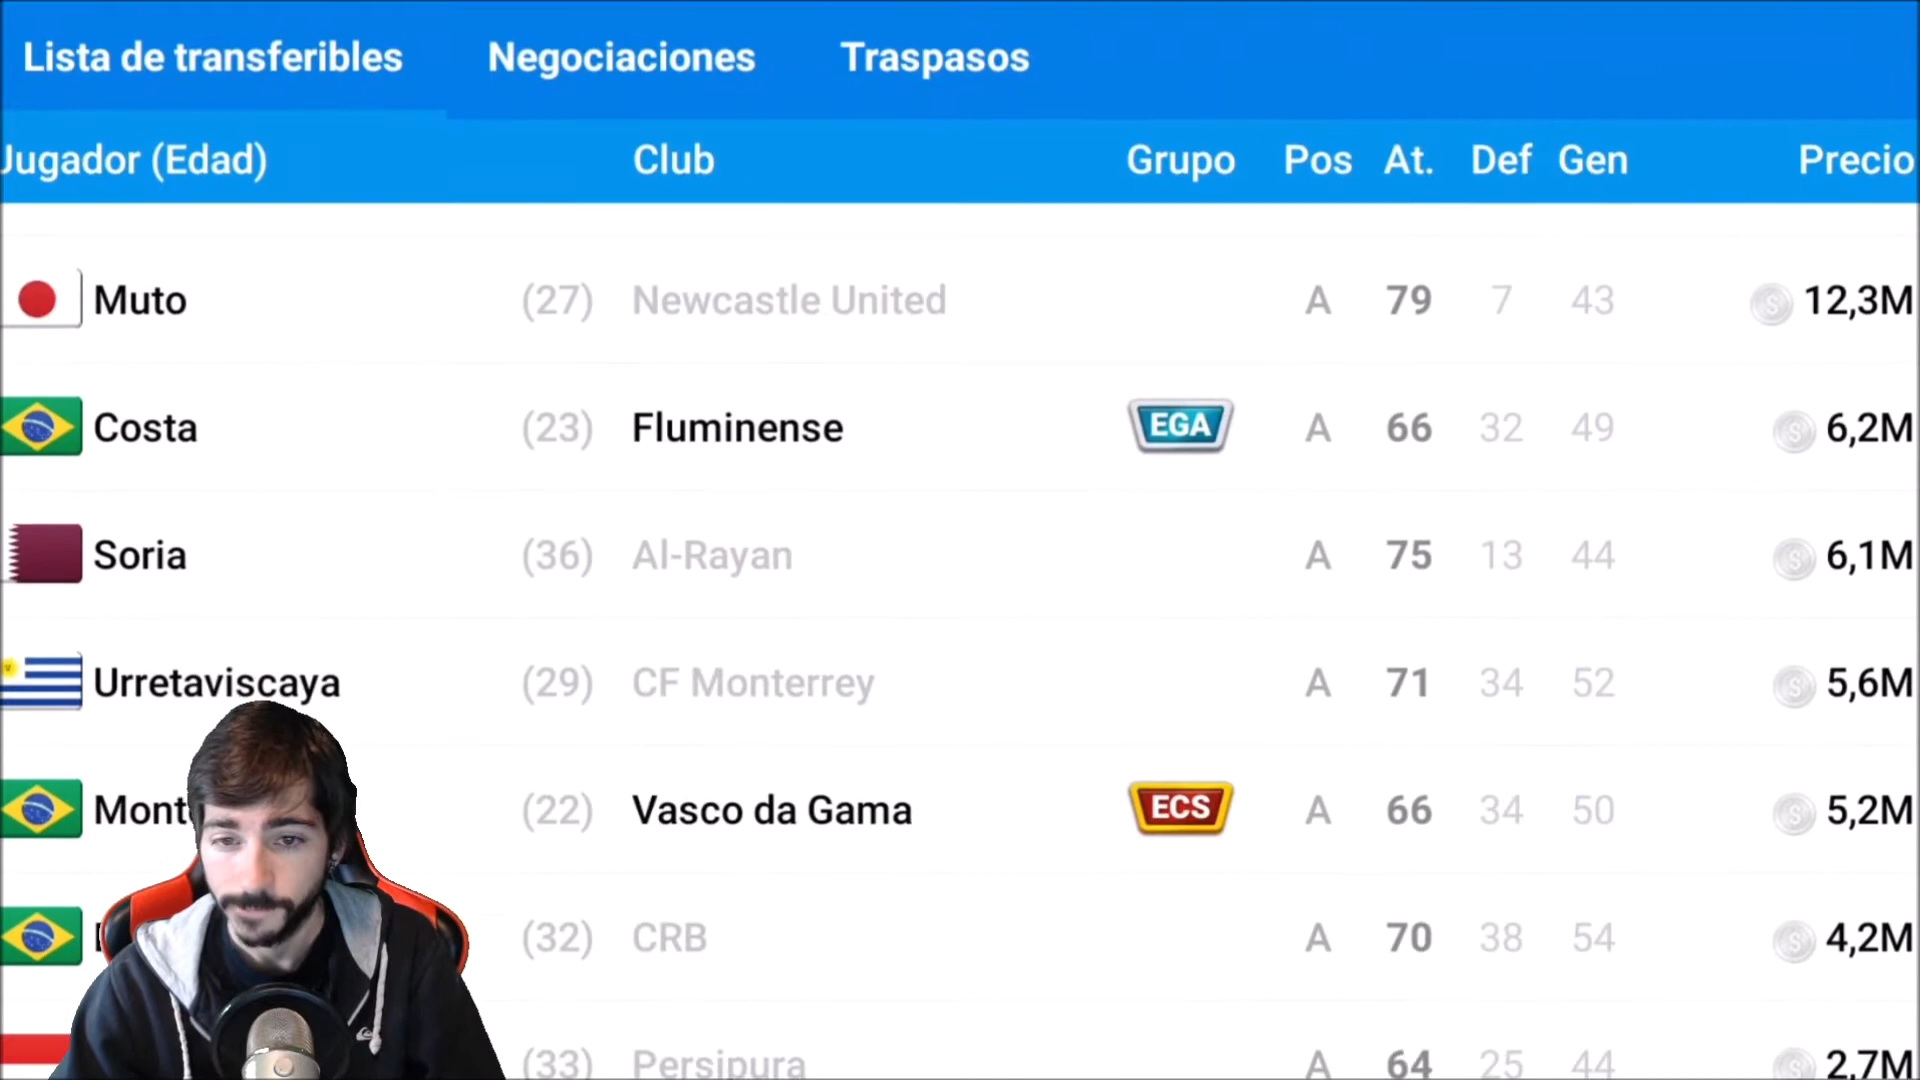 Lista de transferibles Negociaciones Traspasos
Jugador (Edad) Club Grupo Pos At. Def Gen Precio
Muto (27) Newcastle United A 79 7 43 12,3M
Costa (23) Fluminense EGA A 66 32 49 6,2M
Soria (36) Al-Rayan A 75 13 44 6,1M
Urretaviscaya (29) CF Monterrey A 71 34 52 5,6M
(22) Vasco da Gama ECS A 66 34 50 5,2M
(32) CRB A 70 38 54 4,2M
(33) Persipura A 64 25 44 2,7M